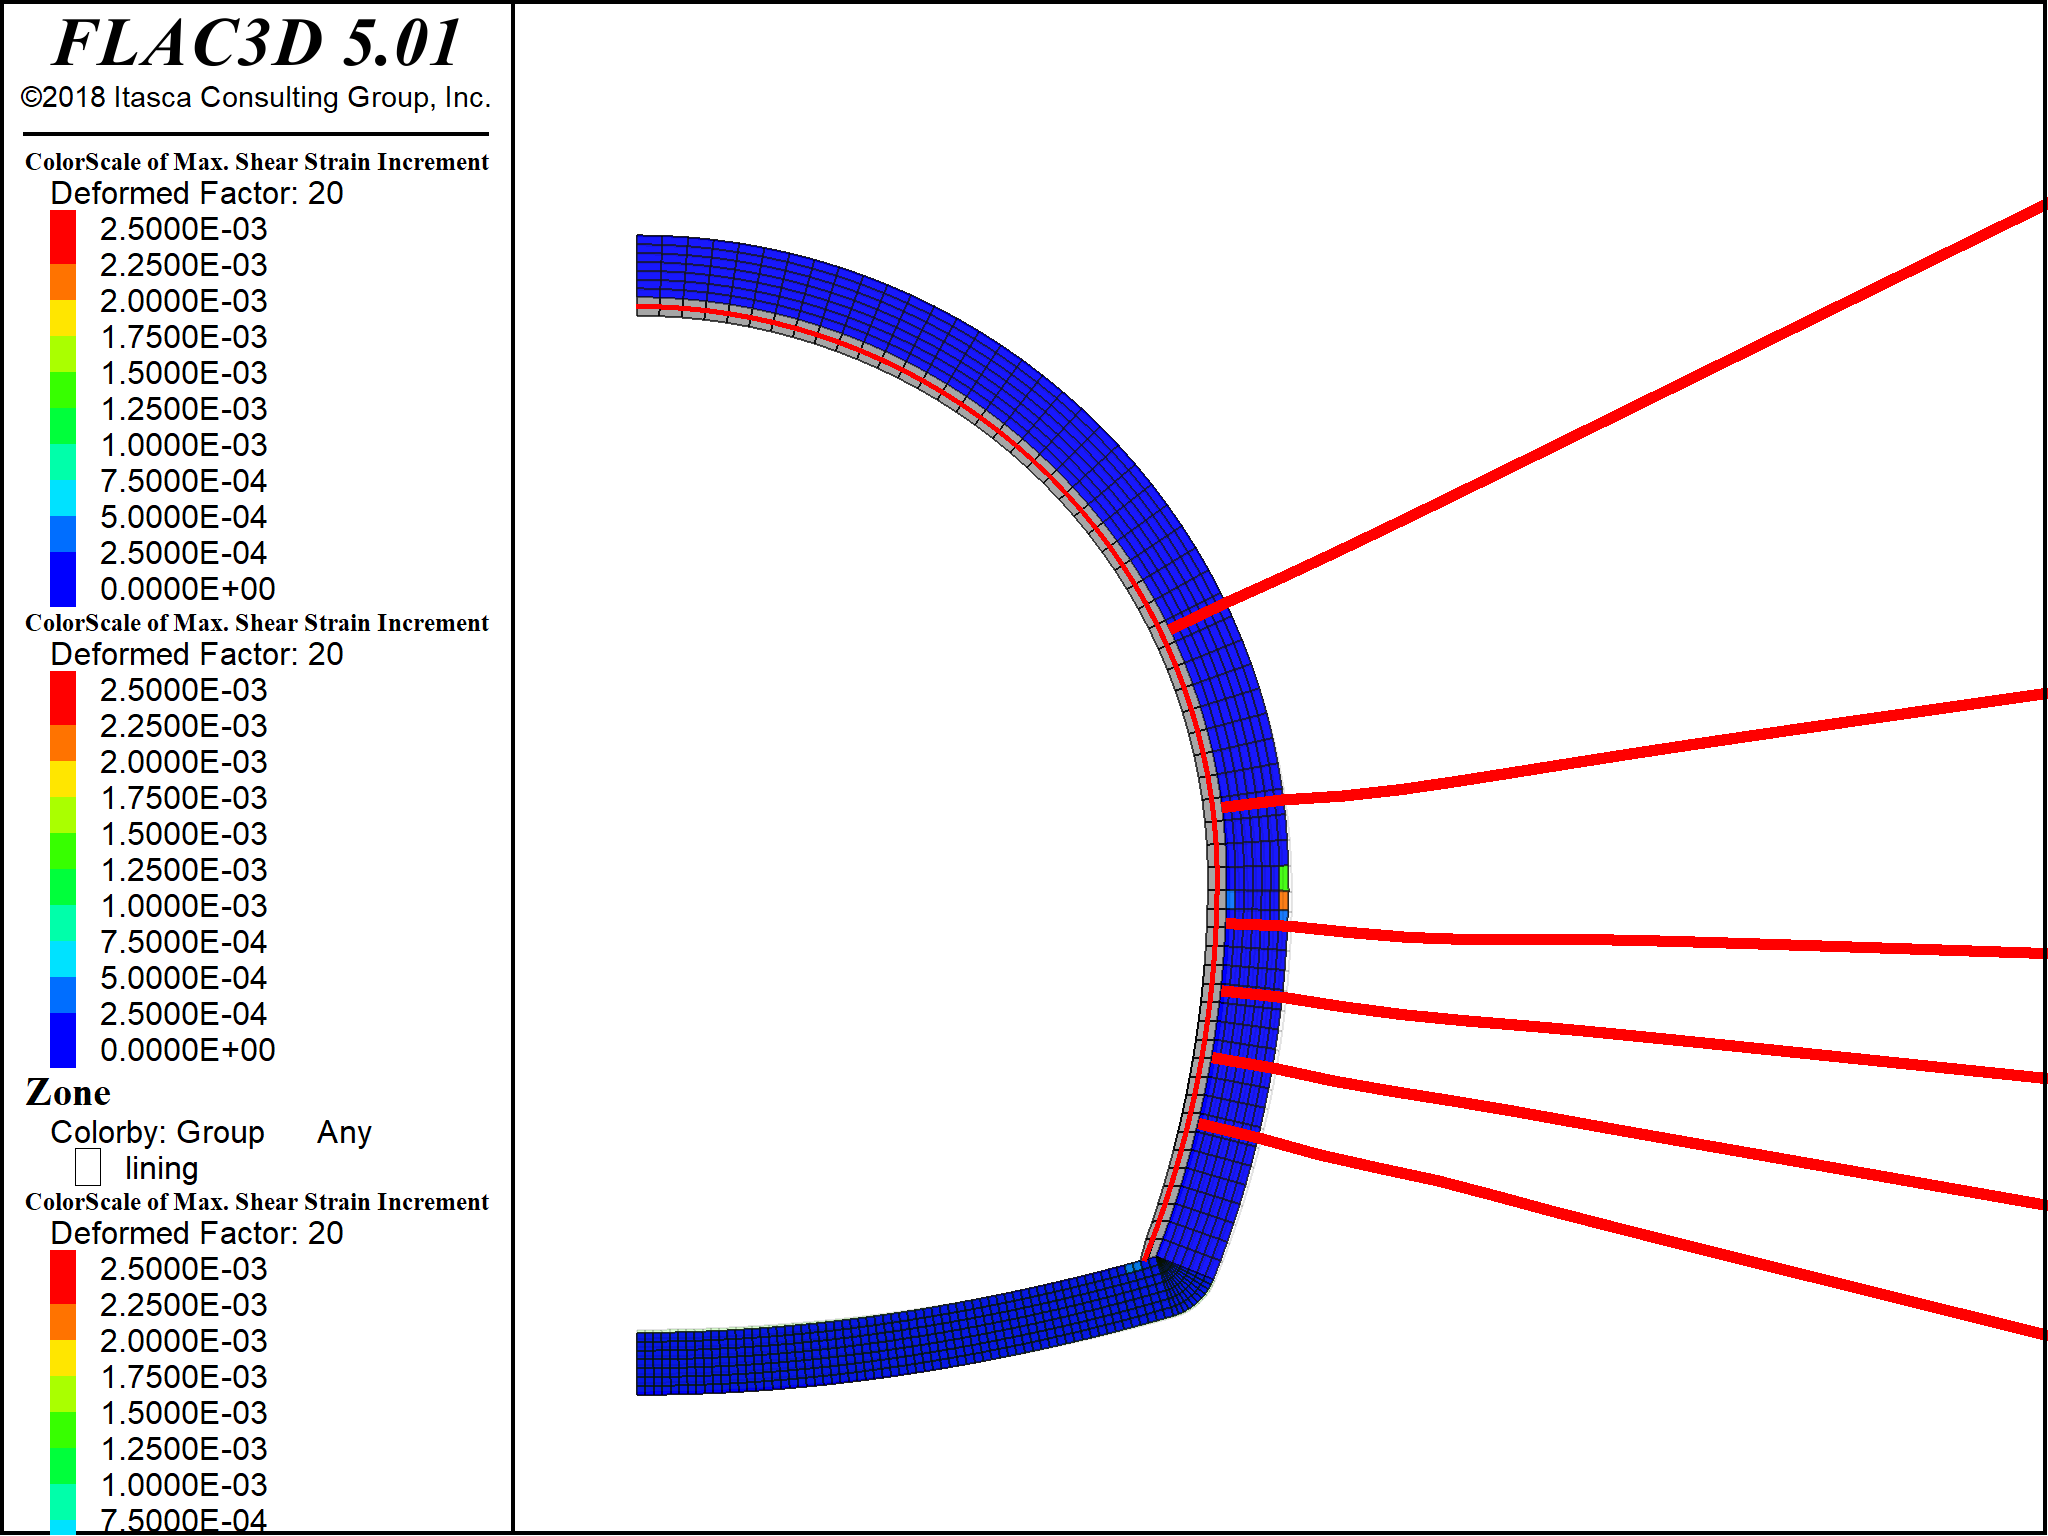 FLAC3D 5.01
©2018 Itasca Consulting Group, Inc.
ColorScale of Max. Shear Strain Increment
Deformed Factor: 20
2.5000E-03
2.2500E-03
2.0000E-03
1.7500E-03
1.5000E-03
1.2500E-03
1.0000E-03
7.5000E-04
5.0000E-04
2.5000E-04
0.0000E+00
ColorScale of Max. Shear Strain Increment
Deformed Factor: 20
2.5000E-03
2.2500E-03
2.0000E-03
1.7500E-03
1.5000E-03
1.2500E-03
1.0000E-03
7.5000E-04
5.0000E-04
2.5000E-04
0.0000E+00
Zone
Colorby: Group Any
lining
ColorScale of Max. Shear Strain Increment
Deformed Factor: 20
2.5000E-03
2.2500E-03
2.0000E-03
1.7500E-03
1.5000E-03
1.2500E-03
1.0000E-03
7.5000E-04